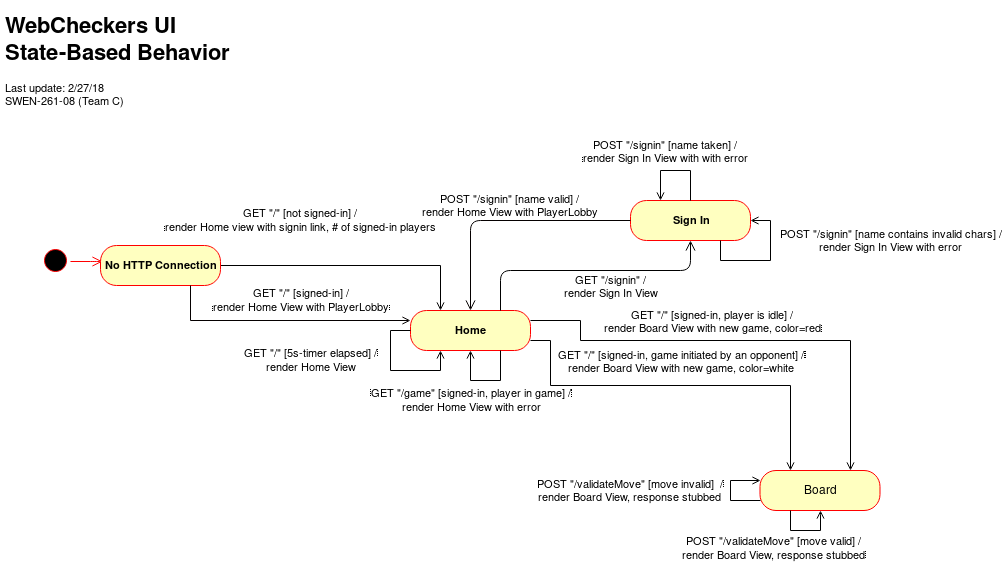 WebCheckers UI
State-Based Behavior
Last update: 2/27/18
SWEN-261-08 (Team C)
POST "/signin" [name taken] /
render Sign In View with with error
POST "/signin" [name valid] /
render Home View with PlayerLobby
Sign In
GET "/" [not signed-in] /
render Home view with signin link, # of signed-in players
POST "/signin" [name contains invalid chars] /
render Sign In View with error
No HTTP Connection
GET "/signin" /
render Sign In View
GET "/" [signed-in] /
render Home View with PlayerLobby
Home
GET "/" [signed-in, player is idle] /
render Board View with new game, color=red
GET "/" [5s-timer elapsed] /
render Home View
GET "/" [signed-in, game initiated by an opponent] /
render Board View with new game, color=white
GET "/game" [signed-in, player in game] /
render Home View with error
POST "/validateMove" [move invalid] /
render Board View, response stubbed
Board
POST "/validateMove" [move valid] /
render Board View, response stubbed